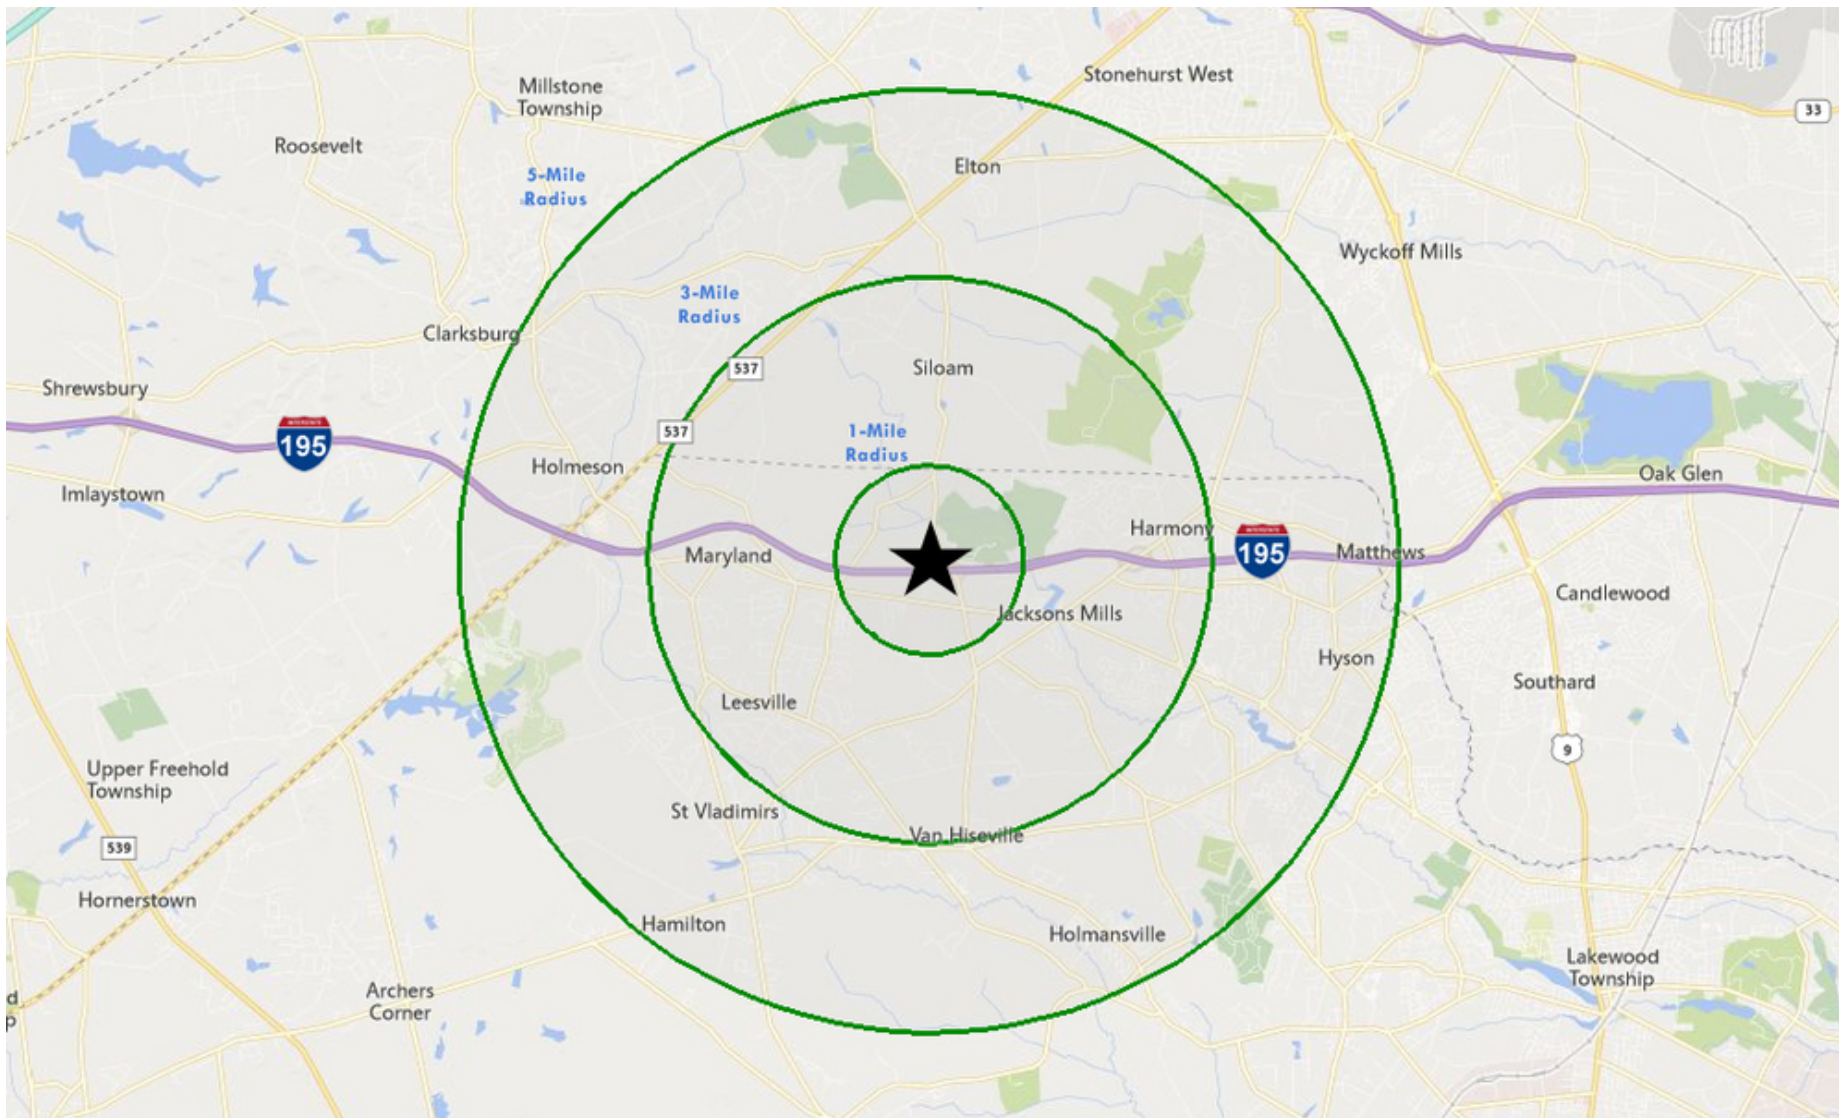 Stonehurst West
Millstone
Township
33
Roosevelt
Elton
5-Mile
Radius
Wyckoff Mills
3-Mile
Radius
Clarksburg
537
Siloam
Shrewsbury
537
1-Mile
Radius
INTERSTATE
195
Holmeson
Oak Glen
Imlaystown
Harmony
INTERSTATE
195
Matthews
Maryland
Candlewood
Jacksons Mills
Hyson
Southard
Leesville
9
Upper Freehold
Township
St Vladimirs
Van Hiseville
539
Hornerstown
Hamilton
Holmansville
Lakewood
Township
Archers
Corner
d
p